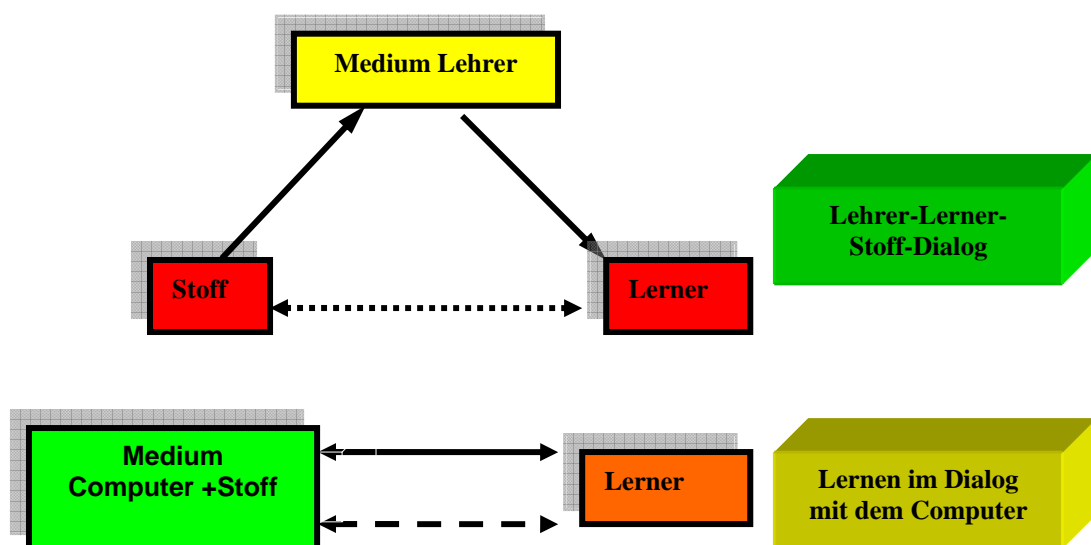 Medium Lehrer
Lehrer-Lerner-
Stoff-Dialog
Stoff
Lerner
Medium
Computer +Stoff
Lerner
Lernen im Dialog
mit dem Computer